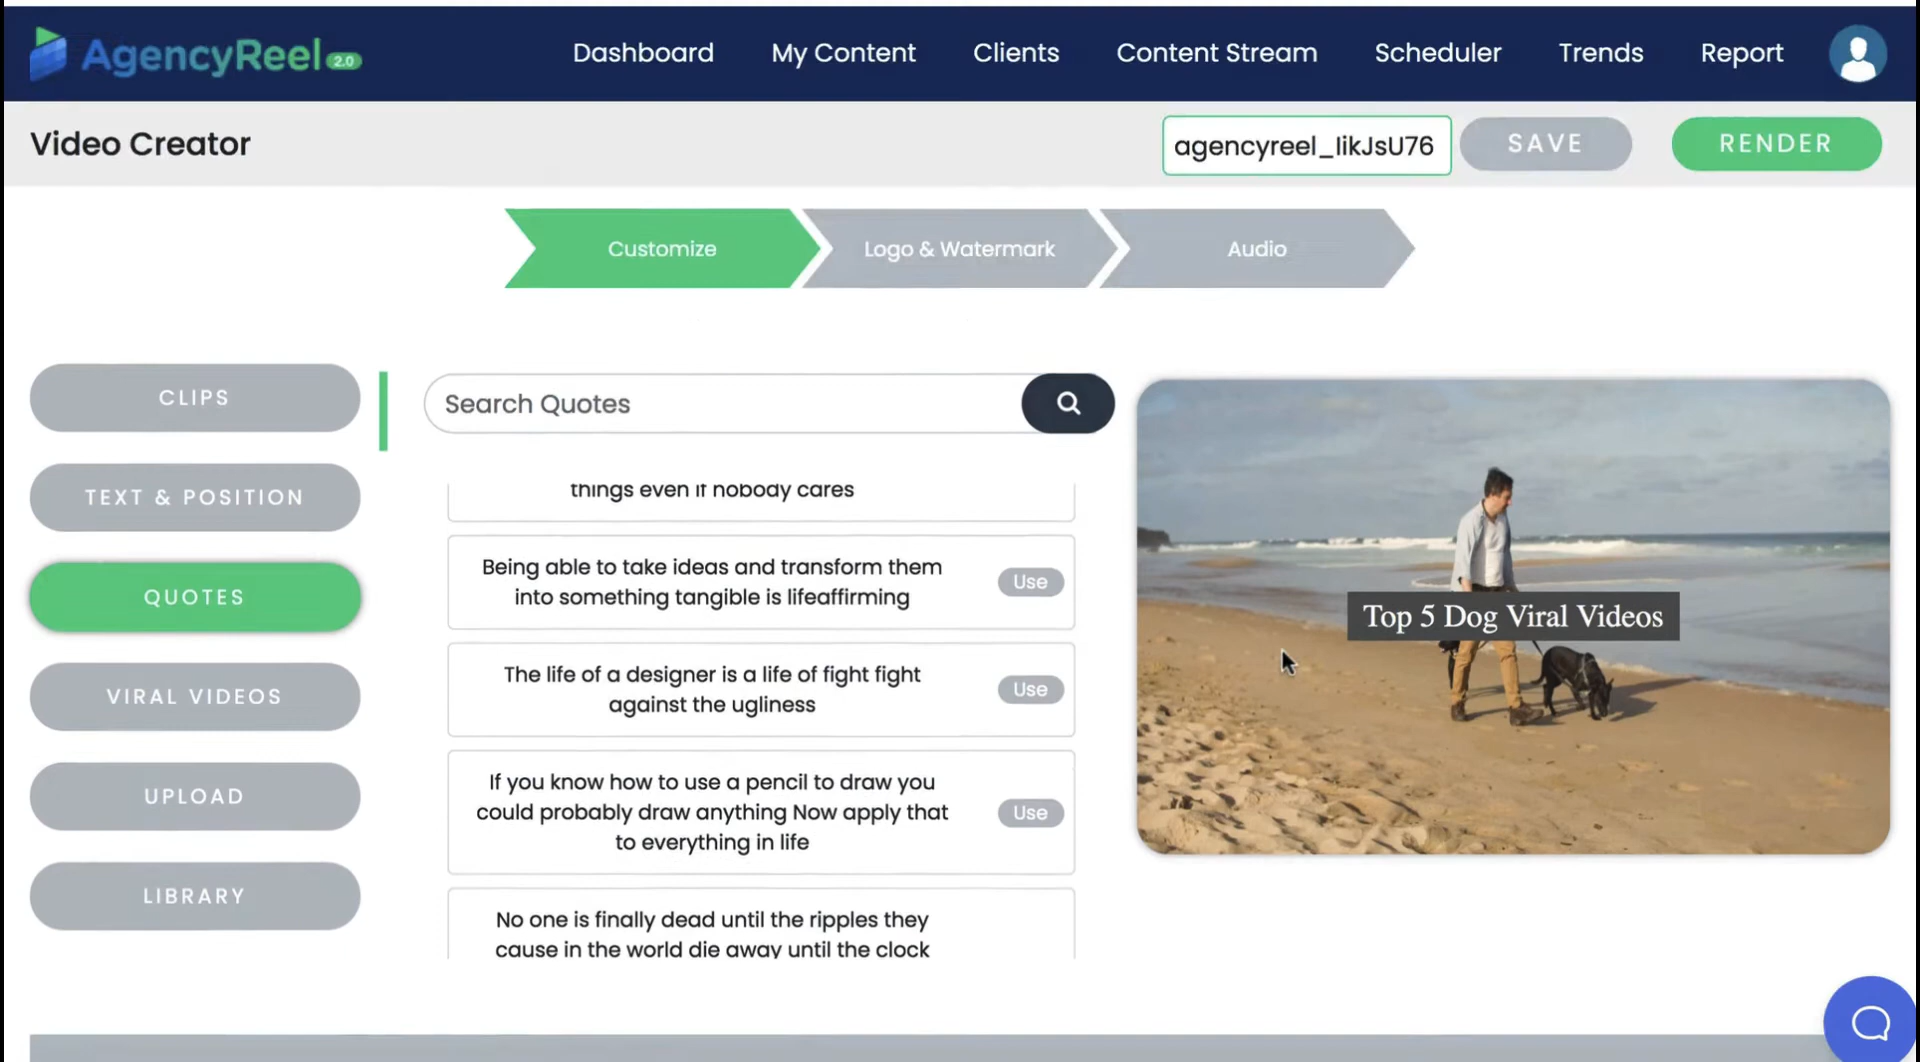 AgencyReel 2.0
Dashboard
My Content
Clients
Content Stream
Scheduler
Trends
Report
Video Creator
agencyreel_IikJsU76
SAVE
RENDER
Customize
Logo & Watermark
Audio
CLIPS
TEXT & POSITION
QUOTES
VIRAL VIDEOS
UPLOAD
LIBRARY
Search Quotes
things even if nobody cares
Being able to take ideas and transform them
into something tangible is lifeaffirming
Use
The life of a designer is a life of fight fight
against the ugliness
Use
If you know how to use a pencil to draw you
could probably draw anything Now apply that
to everything in life
Use
No one is finally dead until the ripples they
cause in the world die away until the clock
Top 5 Dog Viral Videos